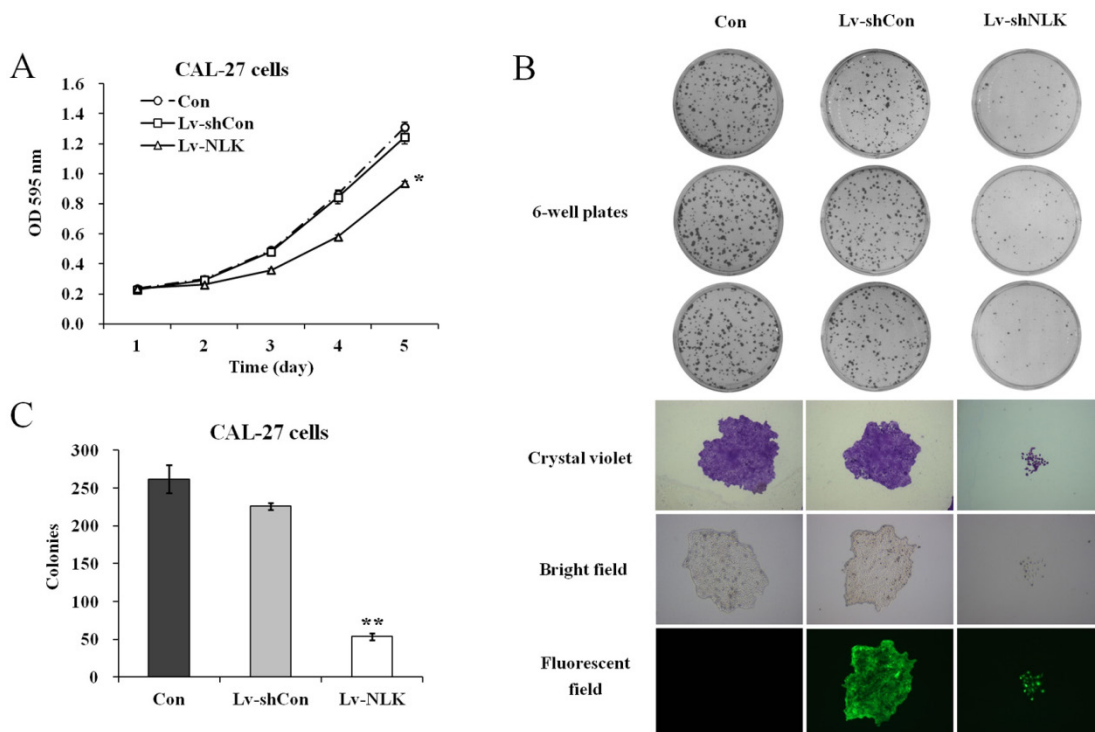 A
CAL-27 cells
1.6
1.4
1.2
1.0
0.8
0.6
0.4
0.2
0.0
OD 595 nm
Con
Lv-shCon
Lv-NLK
*
1 2 3 4 5
Time (day)
B
Con Lv-shCon Lv-shNLK
6-well plates
Crystal violet
Bright field
Fluorescent
field
C
CAL-27 cells
300
250
200
150
100
50
0
Colonies
**
Con Lv-shCon Lv-NLK